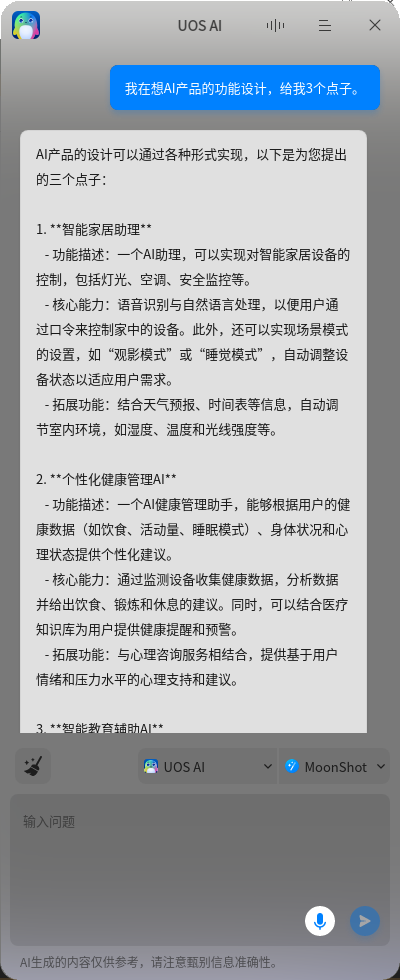 UOS AI
我在想AI产品的功能设计，给我3个点子。
AI产品的设计可以通过各种形式实现，以下是为您提出
的三个点子：
1. **智能家居助理**
- 功能描述：一个AI助理，可以实现对智能家居设备的
控制，包括灯光、空调、安全监控等。
- 核心能力：语音识别与自然语言处理，以便用户通
过口令来控制家中的设备。此外，还可以实现场景模式
的设置，如“观影模式”或“睡觉模式”，自动调整设
备状态以适应用户需求。
- 拓展功能：结合天气预报、时间表等信息，自动调
节室内环境，如湿度、温度和光线强度等。
2. **个性化健康管理AI**
- 功能描述：一个AI健康管理助手，能够根据用户的健
康数据（如饮食、活动量、睡眠模式）、身体状况和心
理状态提供个性化建议。
- 核心能力：通过监测设备收集健康数据，分析数据
并给出饮食、锻炼和休息的建议。同时，可以结合医疗
知识库为用户提供健康提醒和预警。
- 拓展功能：与心理咨询服务相结合，提供基于用户
情绪和压力水平的心理支持和建议。
3. **智能教育辅助AI**
UOS AI
MoonShot
输入问题
AI生成的内容仅供参考，请注意甄别信息准确性。